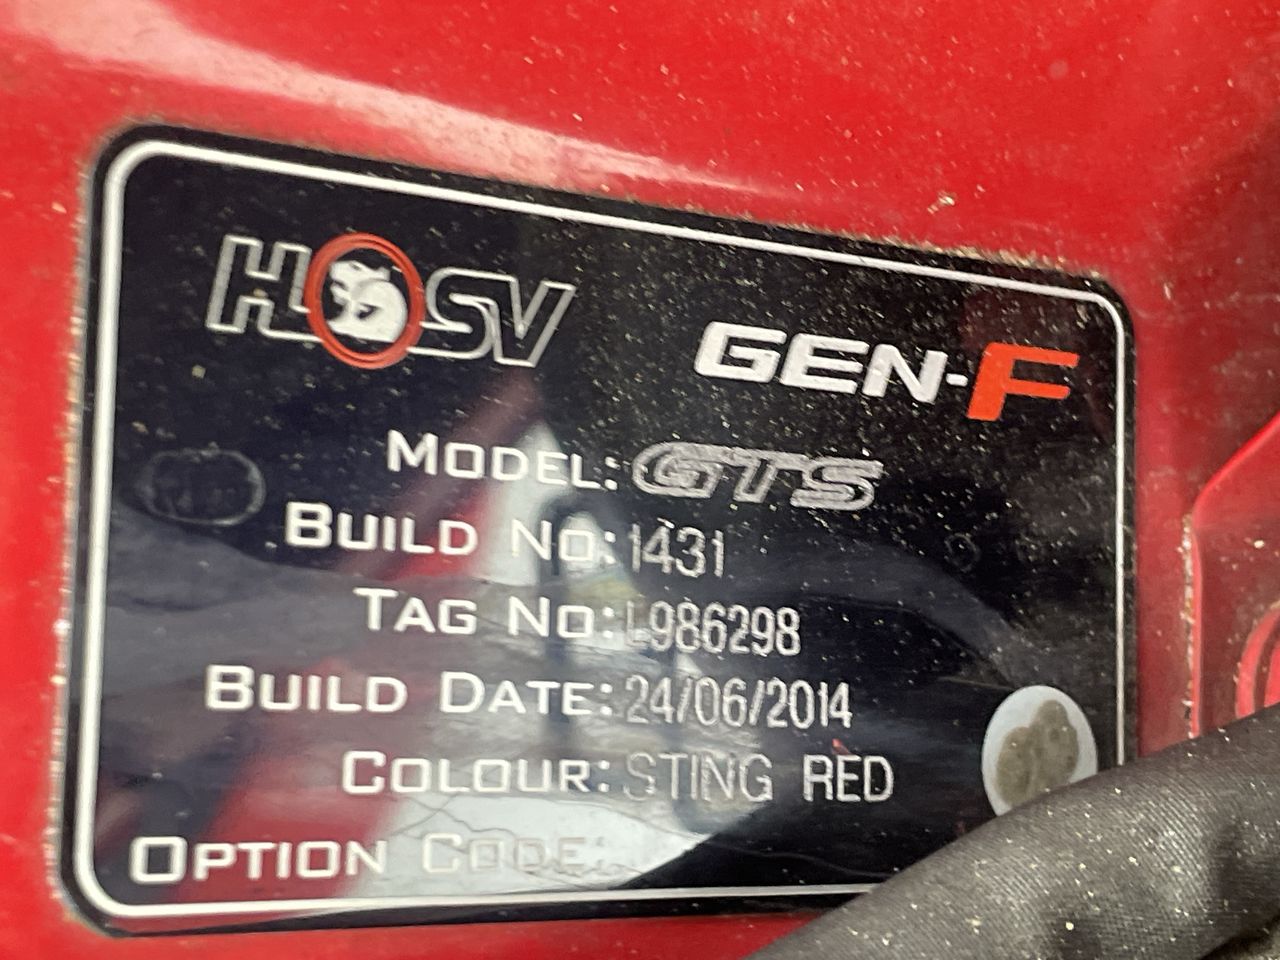 HSV
GEN-F
MODEL: GTS
BUILD NO: 1431
TAG NO: L986298
BUILD DATE: 24/06/2014
COLOUR: STING RED
OPTION CODE: